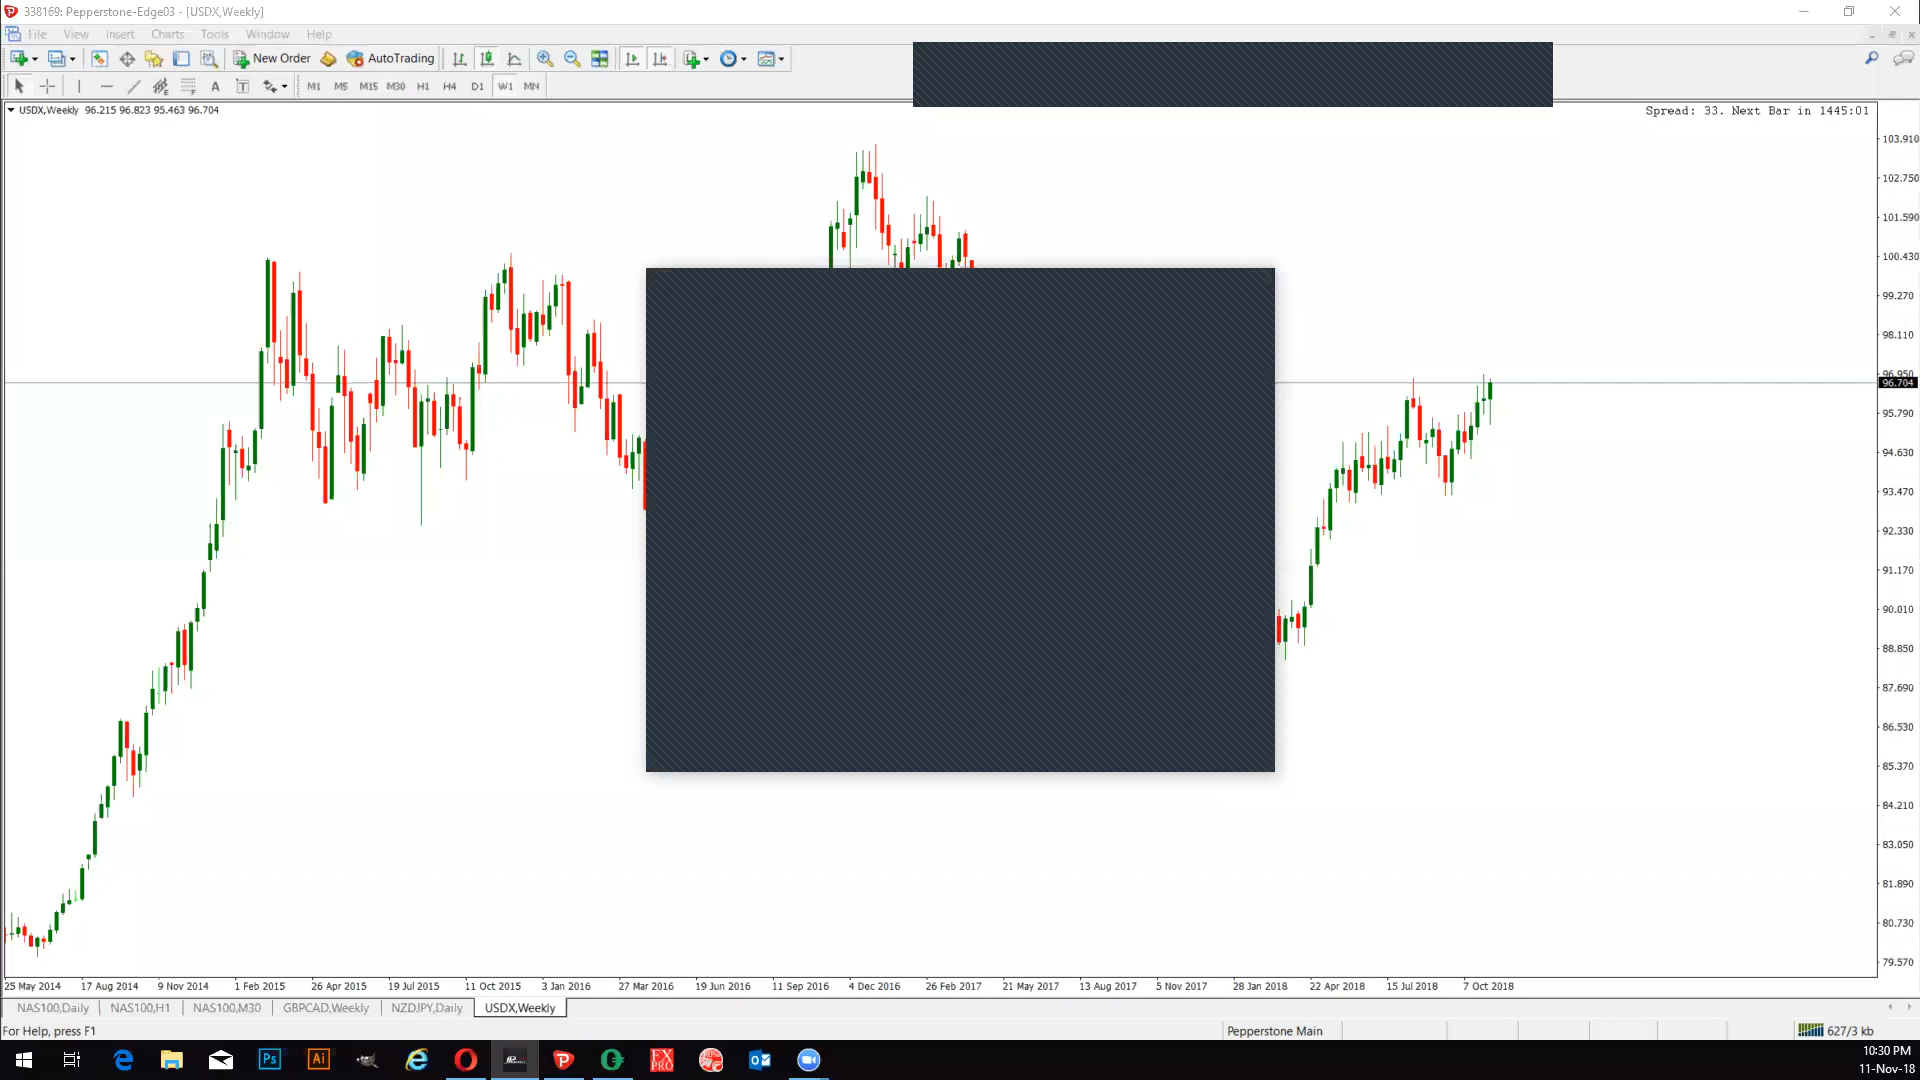 338169: Pepperstone-Edge03 - [USDX,Weekly]
File View Insert Charts Tools Window Help
New Order AutoTrading
A T M1 M5 M15 M30 H1 H4 D1 W1 MN
USDX,Weekly 96.215 96.823 95.463 96.704
Spread: 33. Next Bar in 1445:01
103.910
102.750
101.590
100.430
99.270
98.110
96.950
96.704
95.790
94.630
93.470
92.330
91.170
90.010
88.850
87.690
86.530
85.370
84.210
83.050
81.890
80.730
79.570
25 May 2014 17 Aug 2014 9 Nov 2014 1 Feb 2015 26 Apr 2015 19 Jul 2015 11 Oct 2015 3 Jan 2016 27 Mar 2016 19 Jun 2016 11 Sep 2016 4 Dec 2016 26 Feb 2017 21 May 2017 13 Aug 2017 5 Nov 2017 28 Jan 2018 22 Apr 2018 15 Jul 2018 7 Oct 2018
NAS100,Daily NAS100,H1 NAS100,M30 GBPCAD,Weekly NZDJPY,Daily USDX,Weekly
For Help, press F1
Pepperstone Main
627/3 kb
Ps Ai FX PRO
10:30 PM
11-Nov-18